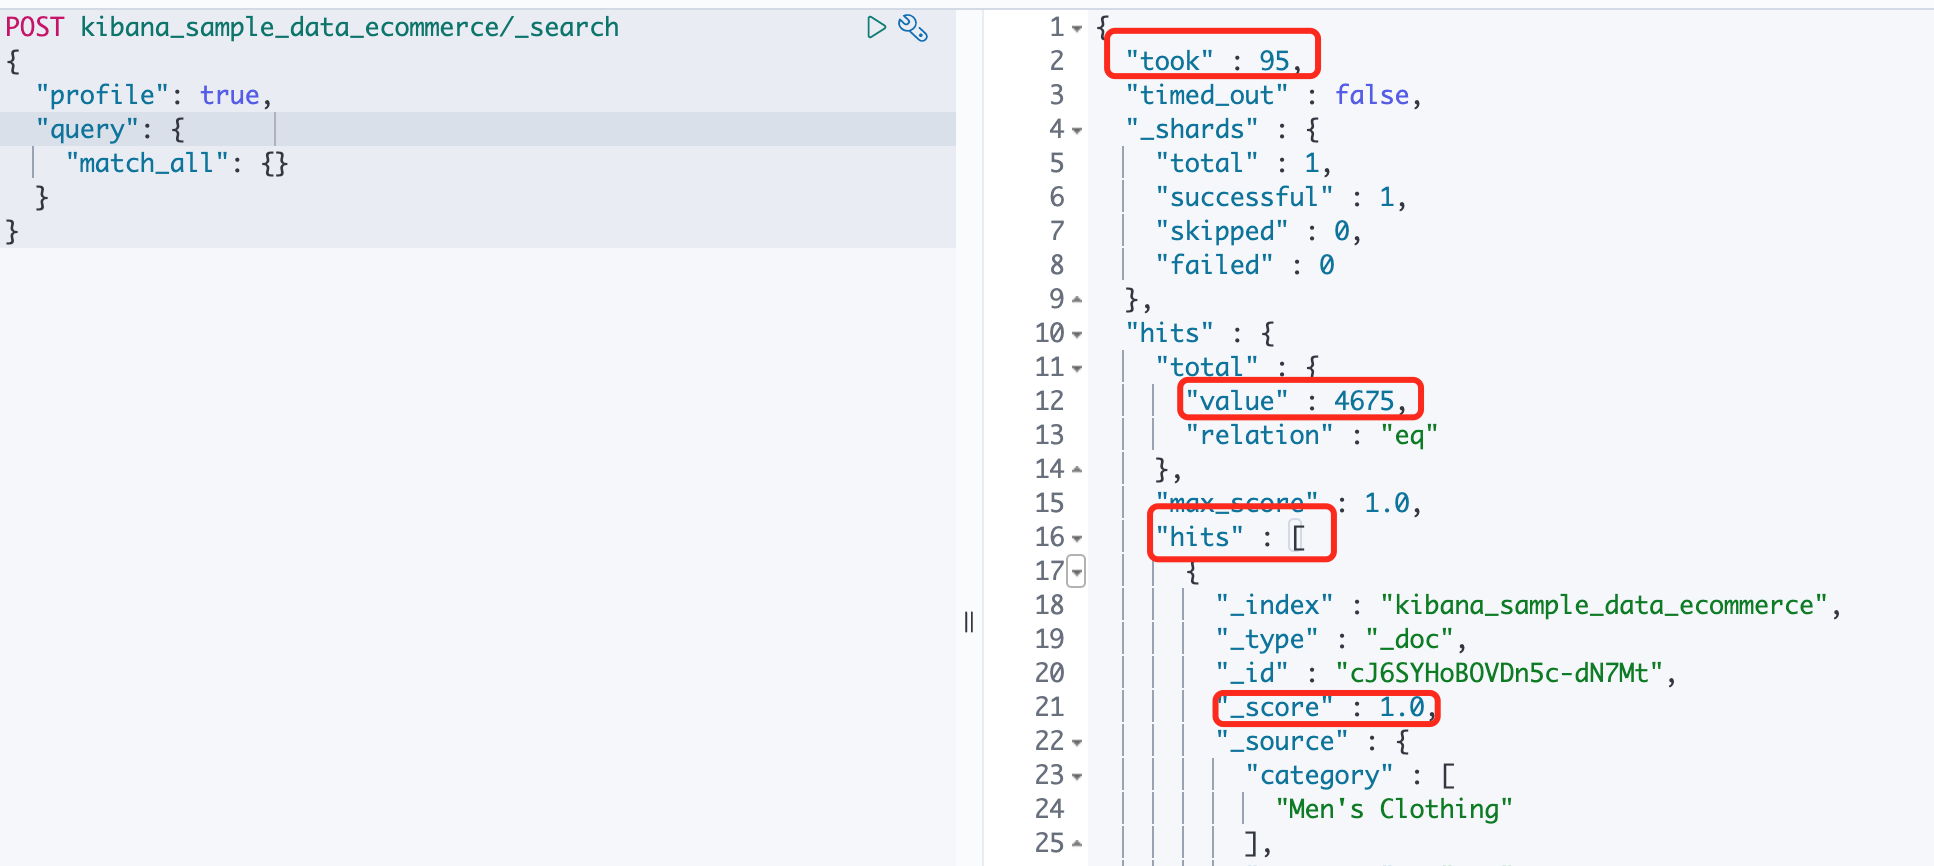 POST kibana_sample_data_ecommerce/_search
{
  "profile": true,
  "query": {
    "match_all": {}
  }
}
1 {
2   "took" : 95,
3   "timed_out" : false,
4   "_shards" : {
5     "total" : 1,
6     "successful" : 1,
7     "skipped" : 0,
8     "failed" : 0
9   },
10   "hits" : {
11     "total" : {
12       "value" : 4675,
13       "relation" : "eq"
14     },
15     "max_score" : 1.0,
16     "hits" : [
17       {
18         "_index" : "kibana_sample_data_ecommerce",
19         "_type" : "_doc",
20         "_id" : "cJ6SYHoBOVDn5c-dN7Mt",
21         "_score" : 1.0,
22         "_source" : {
23           "category" : [
24             "Men's Clothing"
25           ],